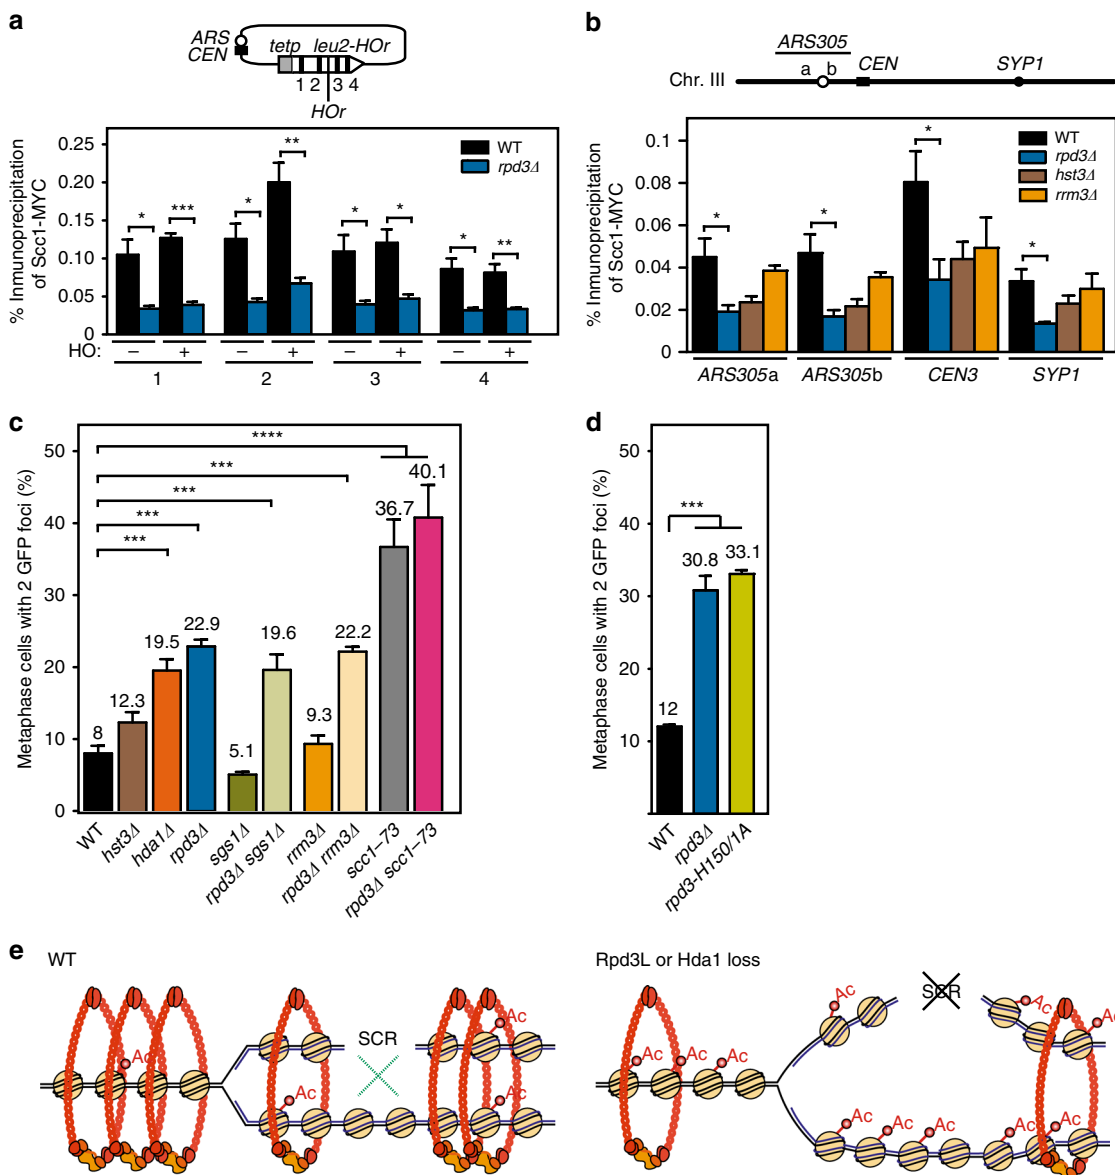 a
ARS
CEN
tetp leu2-HOr
1 2 3 4
HOr
% Immunoprecipitation
of Scc1-MYC
0.25
0.20
0.15
0.10
0.05
0
WT
rpd3Δ
* *** * ** * * * **
HO: – + – + – + – +
1 2 3 4
b
ARS305
a b CEN SYP1
Chr. III
% Immunoprecipitation
of Scc1-MYC
0.1
0.08
0.06
0.04
0.02
0
WT
rpd3Δ
hst3Δ
rrm3Δ
* * * *
ARS305a ARS305b CEN3 SYP1
c
Metaphase cells with 2 GFP foci (%)
50
40
30
20
10
0
****
***
***
***
***
8 12.3 19.5 22.9 5.1 19.6 9.3 22.2 36.7 40.1
WT hst3Δ hda1Δ rpd3Δ sgs1Δ rpd3Δ sgs1Δ rrm3Δ rpd3Δ rrm3Δ scc1–73 rpd3Δ scc1–73
d
Metaphase cells with 2 GFP foci (%)
50
40
30
20
10
***
12 30.8 33.1
WT rpd3Δ rpd3-H150/1A
e
WT
Ac
Ac
SCR
Ac
Ac
Rpd3L or Hda1 loss
Ac
Ac
Ac
Ac
SCR
Ac
Ac
Ac
Ac
Ac
Ac
Ac